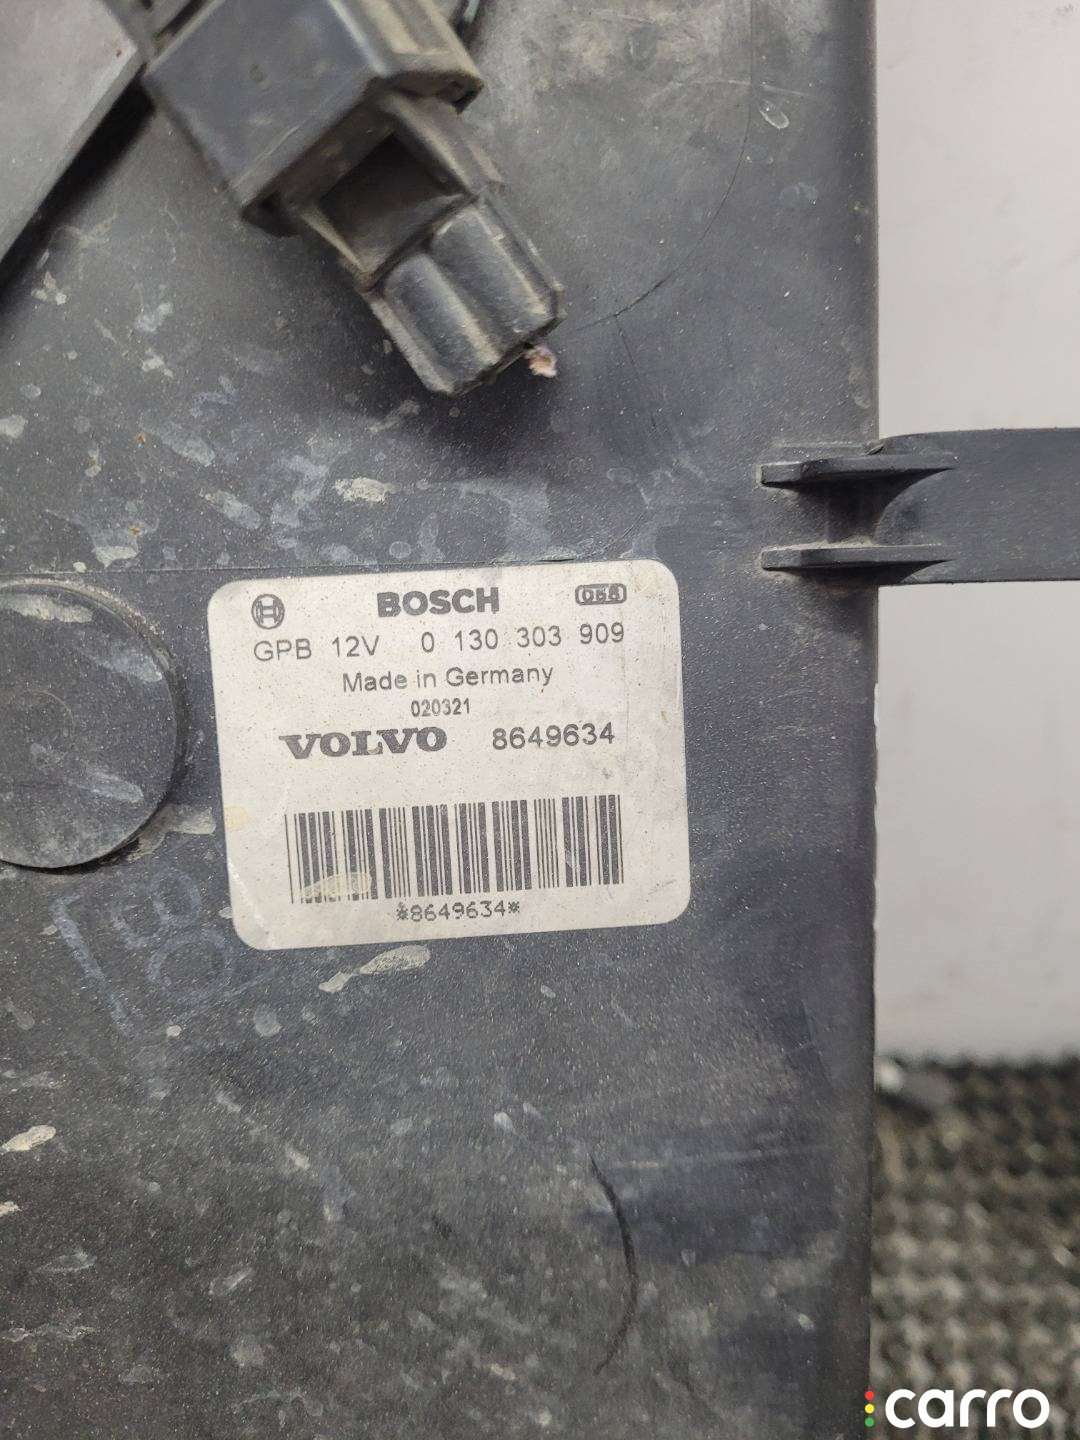 BOSCH
GPB 12V 0 130 303 909
Made in Germany
020321
VOLVO 8649634
*8649634*
carro